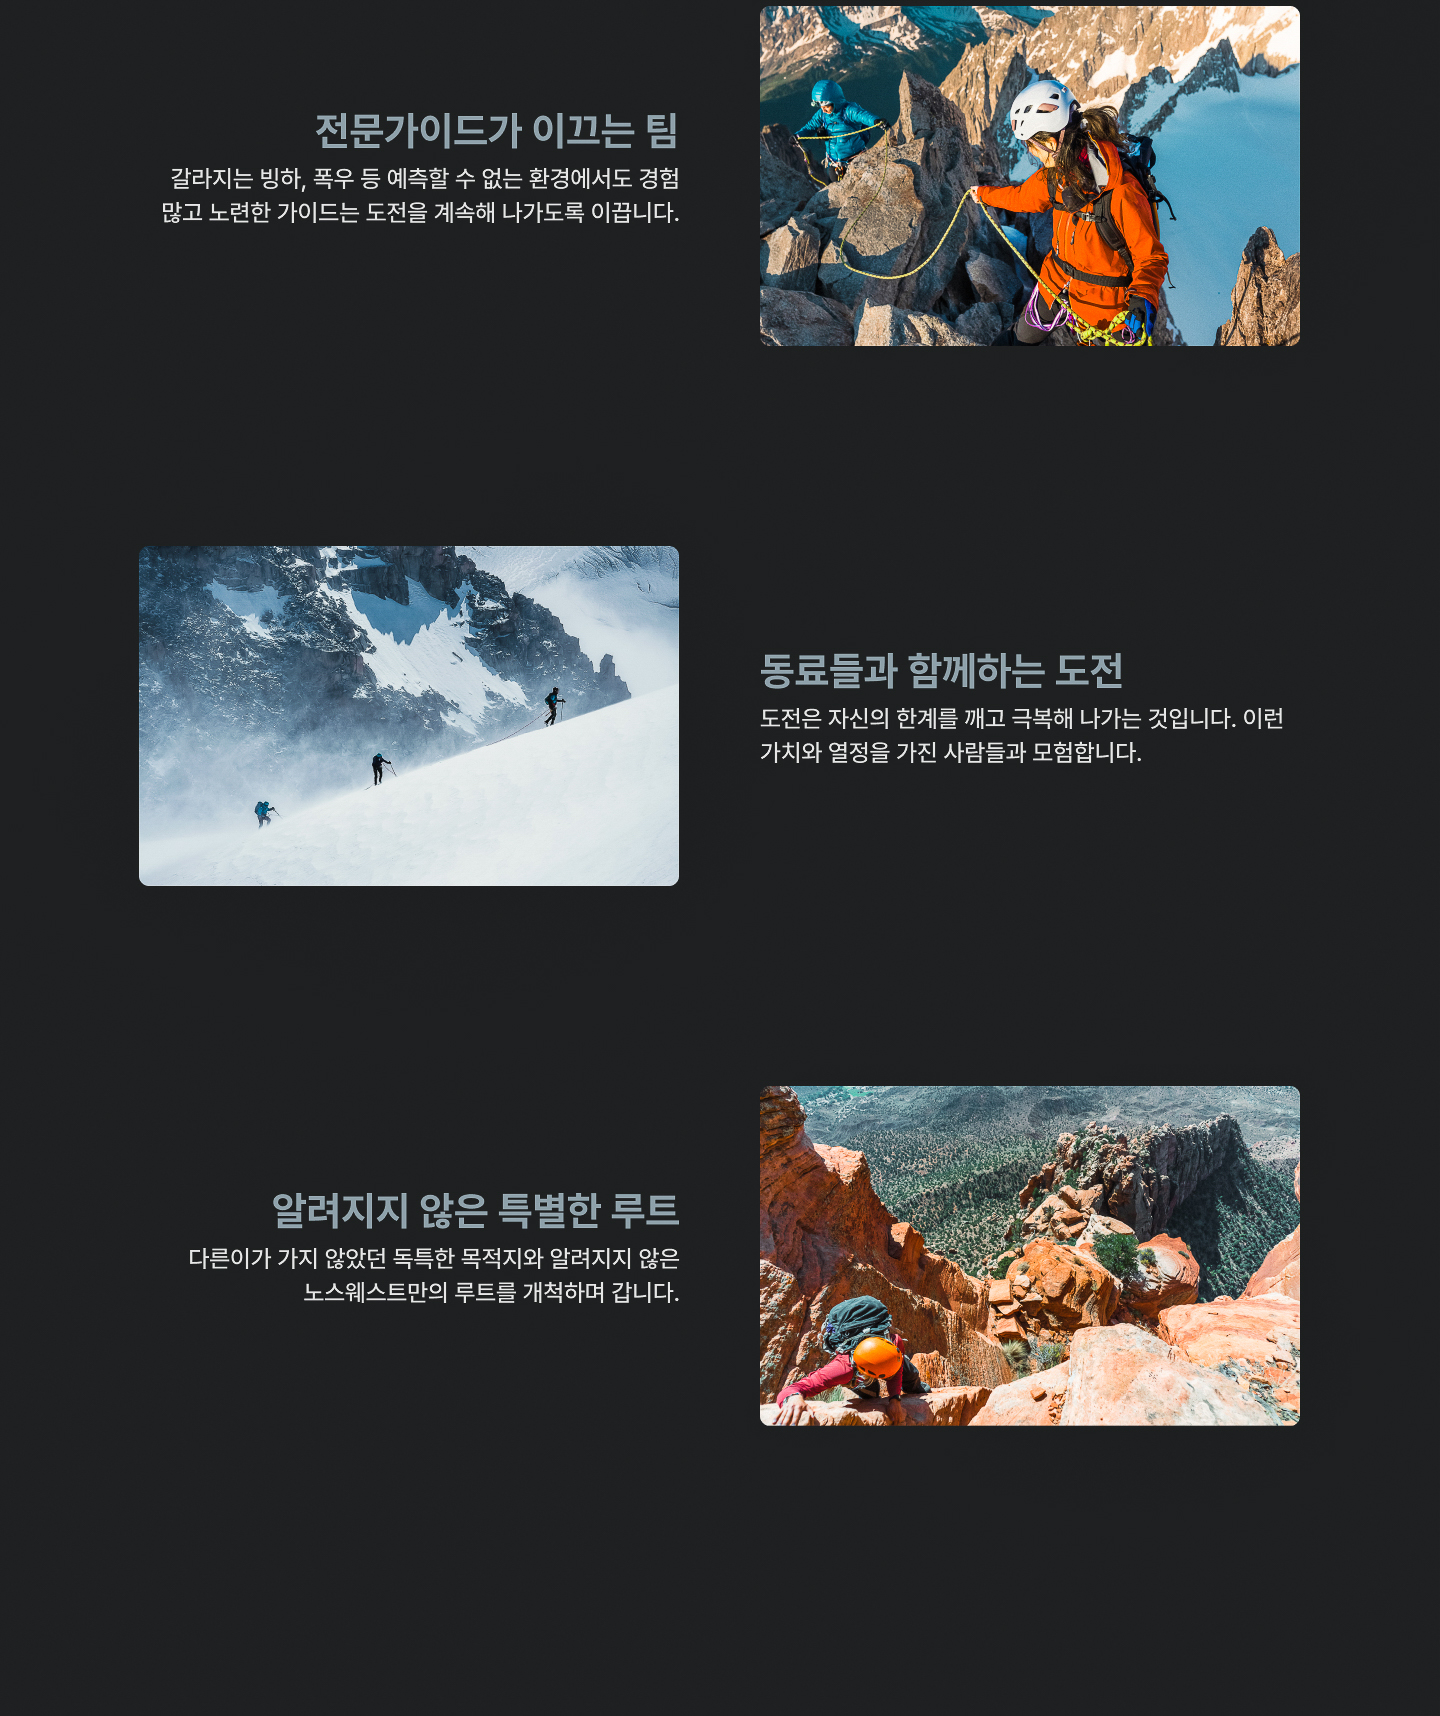 전문가이드가 이끄는 팀
갈라지는 빙하, 폭우 등 예측할 수 없는 환경에서도 경험
많고 노련한 가이드는 도전을 계속해 나가도록 이끕니다.
동료들과 함께하는 도전
도전은 자신의 한계를 깨고 극복해 나가는 것입니다. 이런
가치와 열정을 가진 사람들과 모험합니다.
알려지지 않은 특별한 루트
다른이가 가지 않았던 독특한 목적지와 알려지지 않은
노스웨스트만의 루트를 개척하며 갑니다.